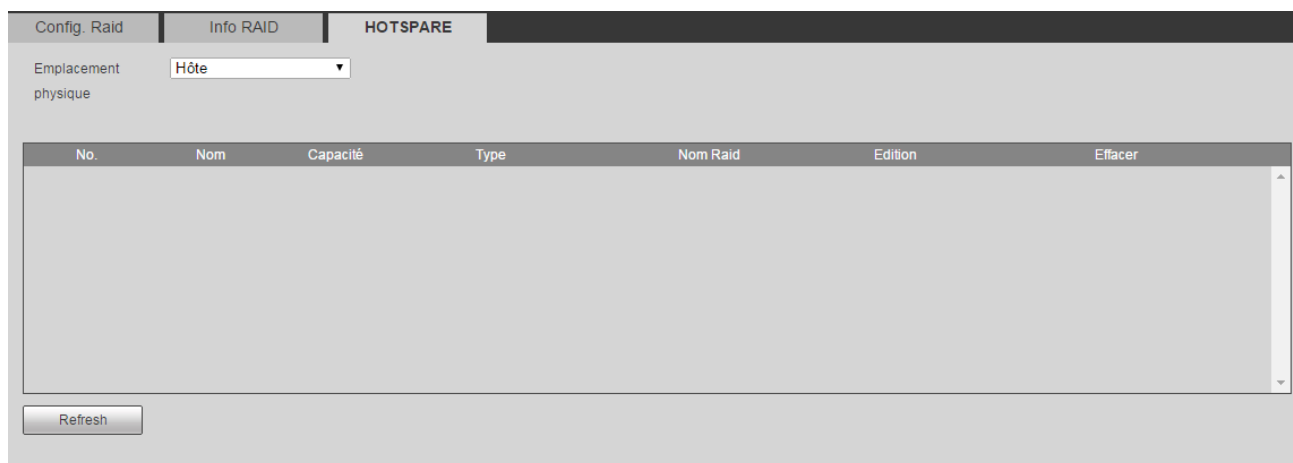 Config. Raid Info RAID HOTSPARE
Emplacement physique Hôte
No. Nom Capacité Type Nom Raid Edition Effacer
Refresh